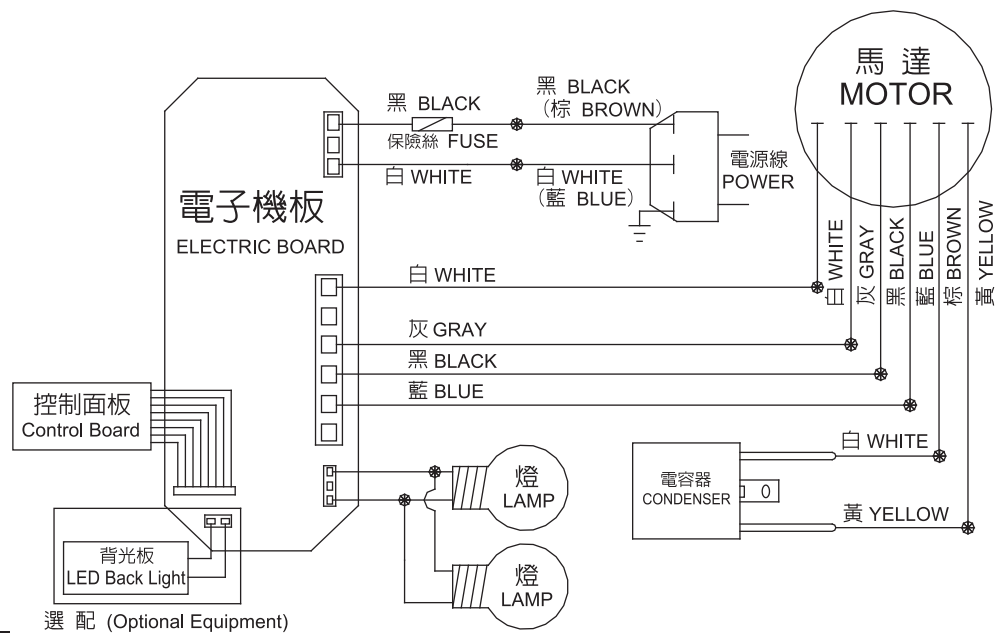 馬 達
MOTOR
黑 BLACK
(棕 BROWN)
黑 BLACK
保險絲 FUSE
白 WHITE
白 WHITE
(藍 BLUE)
電源線
POWER
電子機板
ELECTRIC BOARD
白 WHITE
灰 GRAY
黑 BLACK
藍 BLUE
白 WHITE
灰 GRAY
黑 BLACK
藍 BLUE
棕 BROWN
黃 YELLOW
控制面板
Control Board
電容器
CONDENSER
白 WHITE
黃 YELLOW
燈
LAMP
燈
LAMP
背光板
LED Back Light
選 配 (Optional Equipment)